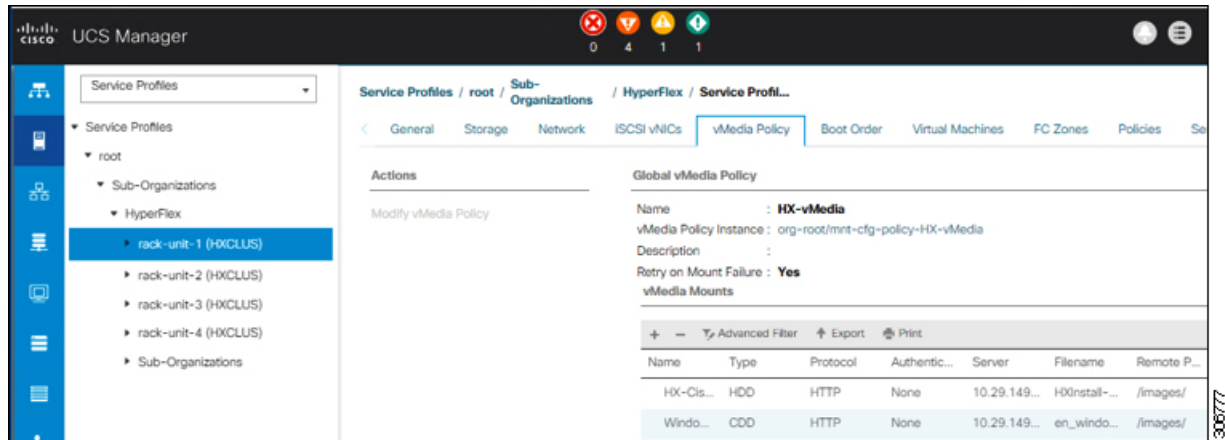 cisco UCS Manager
0 4 1 1
Service Profiles
Service Profiles / root / Sub-Organizations / HyperFlex / Service Profil...
Service Profiles
root
Sub-Organizations
HyperFlex
rack-unit-1 (HXCLUS)
rack-unit-2 (HXCLUS)
rack-unit-3 (HXCLUS)
rack-unit-4 (HXCLUS)
Sub-Organizations
General Storage Network iSCSI vNICs vMedia Policy Boot Order Virtual Machines FC Zones Policies Se
Actions
Modify vMedia Policy
Global vMedia Policy
Name : HX-vMedia
vMedia Policy Instance : org-root/mnt-cfg-policy-HX-vMedia
Description :
Retry on Mount Failure : Yes
vMedia Mounts
+ − Advanced Filter Export Print
Name Type Protocol Authentic... Server Filename Remote P...
HX-Cis... HDD HTTP None 10.29.149... HXInstall-... /images/
Windo... CDD HTTP None 10.29.149... en_windo... /images/
306777